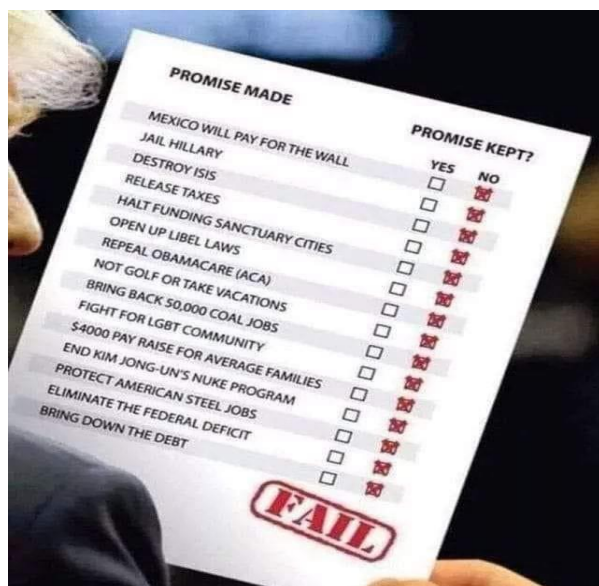 PROMISE MADE
PROMISE KEPT?
YES NO
MEXICO WILL PAY FOR THE WALL
JAIL HILLARY
DESTROY ISIS
RELEASE TAXES
HALT FUNDING SANCTUARY CITIES
OPEN UP LIBEL LAWS
REPEAL OBAMACARE (ACA)
NOT GOLF OR TAKE VACATIONS
BRING BACK 50,000 COAL JOBS
FIGHT FOR LGBT COMMUNITY
$4000 PAY RAISE FOR AVERAGE FAMILIES
END KIM JONG-UN'S NUKE PROGRAM
PROTECT AMERICAN STEEL JOBS
ELIMINATE THE FEDERAL DEFICIT
BRING DOWN THE DEBT
FAIL